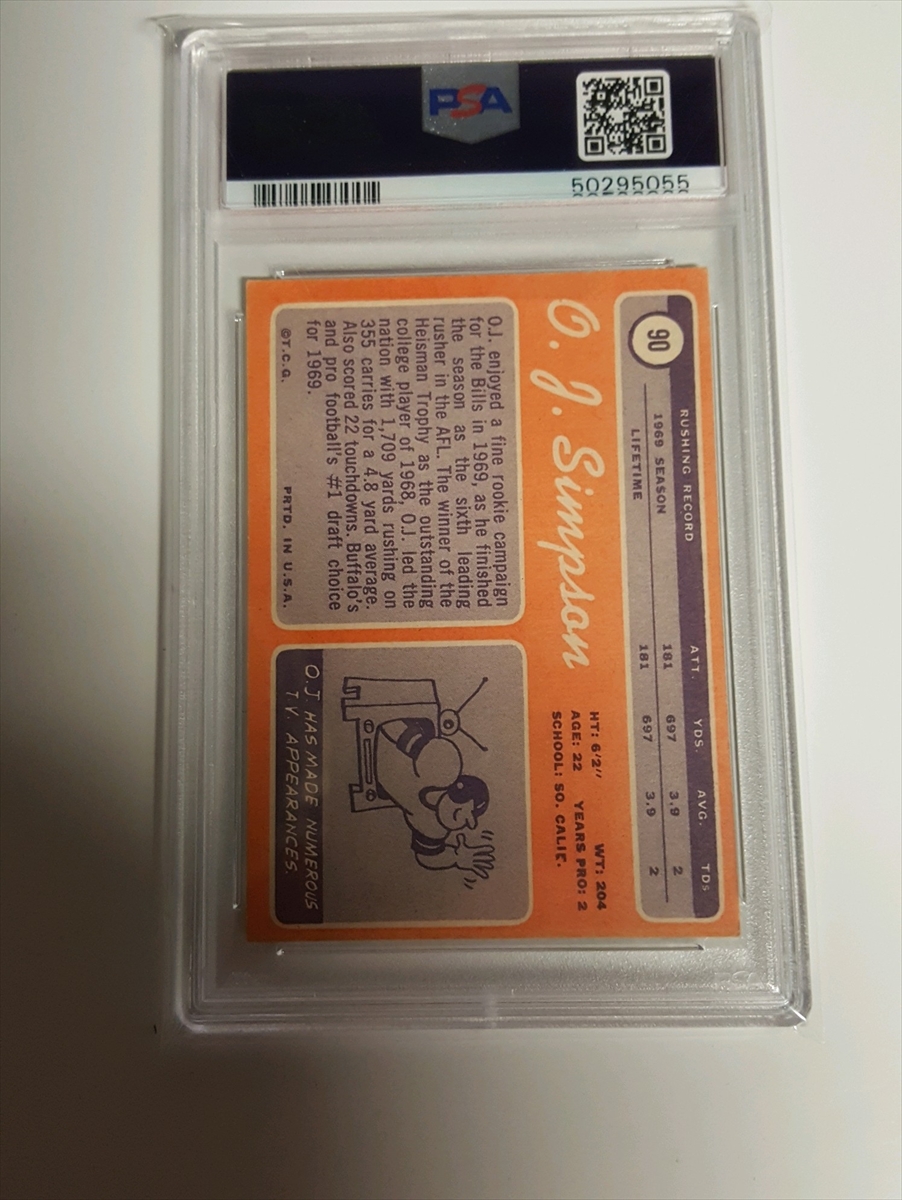 PSA
50295055
90
RUSHING RECORD ATT. YDS. AVG. TDS
1969 SEASON 181 697 3.9 2
LIFETIME 181 697 3.9 2
O. J. Simpson
HT: 6'2" WT: 204
AGE: 22 YEARS PRO: 2
SCHOOL: SO. CALIF.
O.J. enjoyed a fine rookie campaign
for the Bills in 1969, as he finished
the season as the sixth leading
rusher in the AFL. The winner of the
Heisman Trophy as the outstanding
college player of 1968, O.J. led the
nation with 1,709 yards rushing on
355 carries for a 4.8 yard average.
Also scored 22 touchdowns. Buffalo's
and pro football's #1 draft choice
for 1969.
©T.C.G. PRTD. IN U.S.A.
O.J. HAS MADE NUMEROUS
T.V. APPEARANCES.